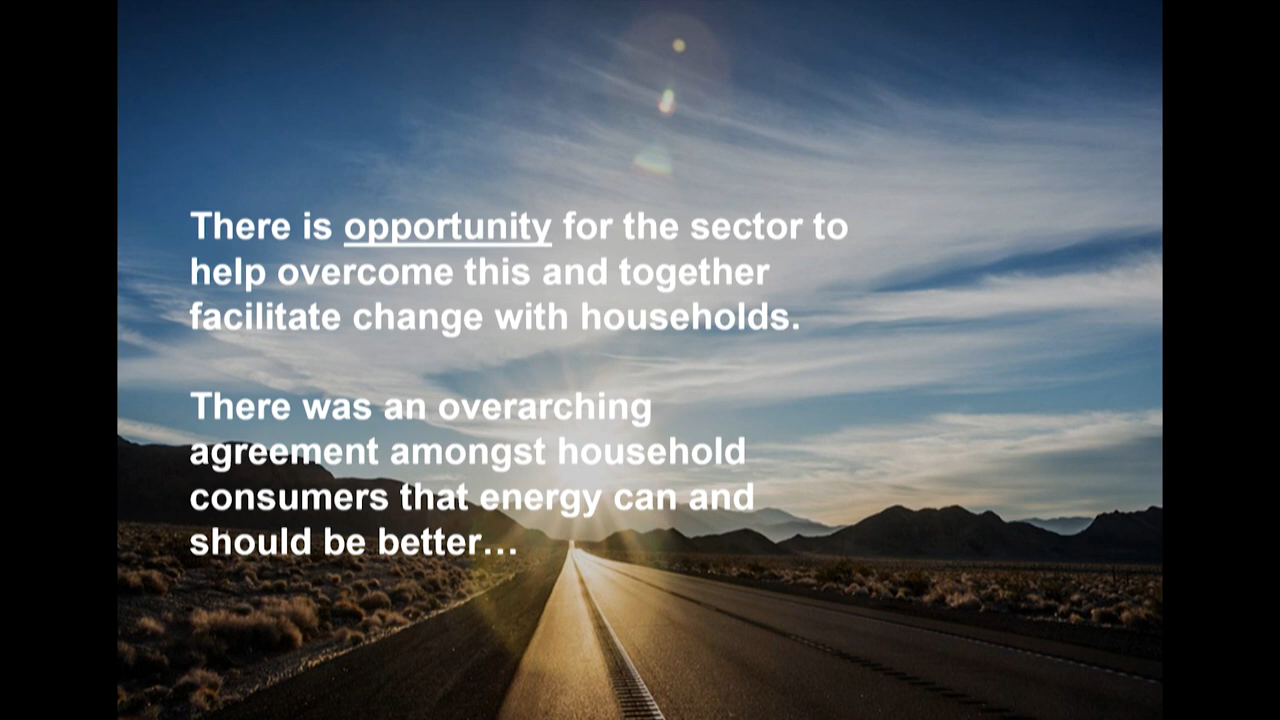 There is opportunity for the sector to
help overcome this and together
facilitate change with households.
There was an overarching
agreement amongst household
consumers that energy can and
should be better…